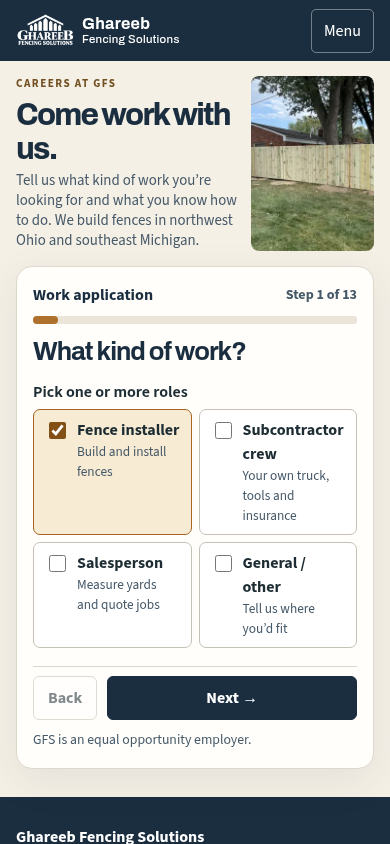 GHAREEB
FENCING SOLUTIONS
Ghareeb
Fencing Solutions
Menu
CAREERS AT GFS
Come work with
us.
Tell us what kind of work you’re
looking for and what you know how
to do. We build fences in northwest
Ohio and southeast Michigan.
Work application
Step 1 of 13
What kind of work?
Pick one or more roles
Fence installer
Build and install
fences
Subcontractor
crew
Your own truck,
tools and
insurance
Salesperson
Measure yards
and quote jobs
General /
other
Tell us where
you’d fit
Back
Next →
GFS is an equal opportunity employer.
Ghareeb Fencing Solutions